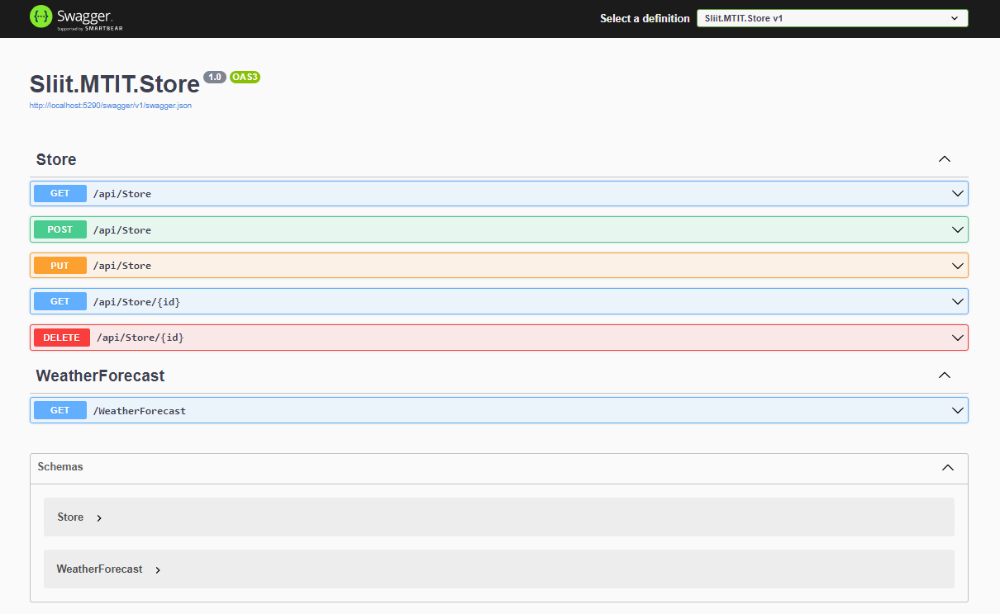 Swagger.
Supported by SMARTBEAR
Select a definition
Sliit.MTIT.Store v1
Sliit.MTIT.Store 1.0 OAS3
http://localhost:5290/swagger/v1/swagger.json
Store
GET /api/Store
POST /api/Store
PUT /api/Store
GET /api/Store/{id}
DELETE /api/Store/{id}
WeatherForecast
GET /WeatherForecast
Schemas
Store
WeatherForecast